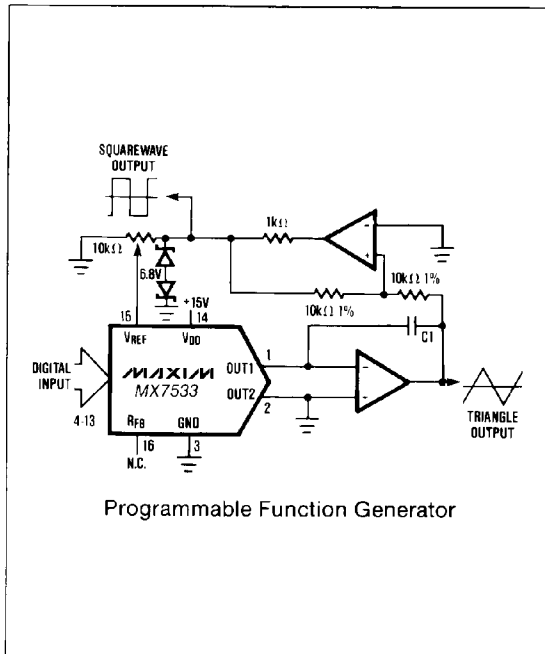 SQUAREWAVE
OUTPUT
1kΩ
-
+
10kΩ
6.8V
10kΩ 1%
10kΩ 1%
+15V
C1
15
14
VREF
VDD
1
OUT1
-
DIGITAL
INPUT
MAXIM
MX7533
OUT2
+
2
4-13
RFB
GND
TRIANGLE
OUTPUT
16
3
N.C.
Programmable Function Generator